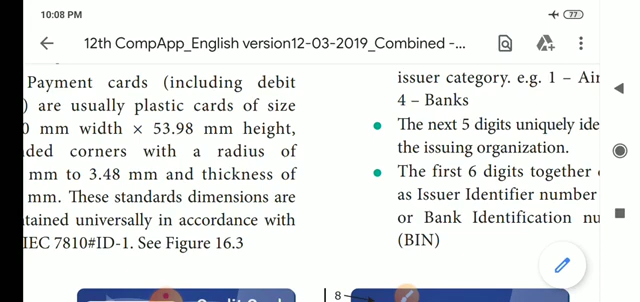 10:08 PM
77
12th CompApp_English version12-03-2019_Combined -...
Payment cards (including debit
) are usually plastic cards of size
0 mm width × 53.98 mm height,
ded corners with a radius of
mm to 3.48 mm and thickness of
mm. These standards dimensions are
tained universally in accordance with
IEC 7810#ID-1. See Figure 16.3
issuer category. e.g. 1 – Air
4 – Banks
• The next 5 digits uniquely ide
the issuing organization.
• The first 6 digits together
as Issuer Identifier number
or Bank Identification nu
(BIN)
Credit Card
8